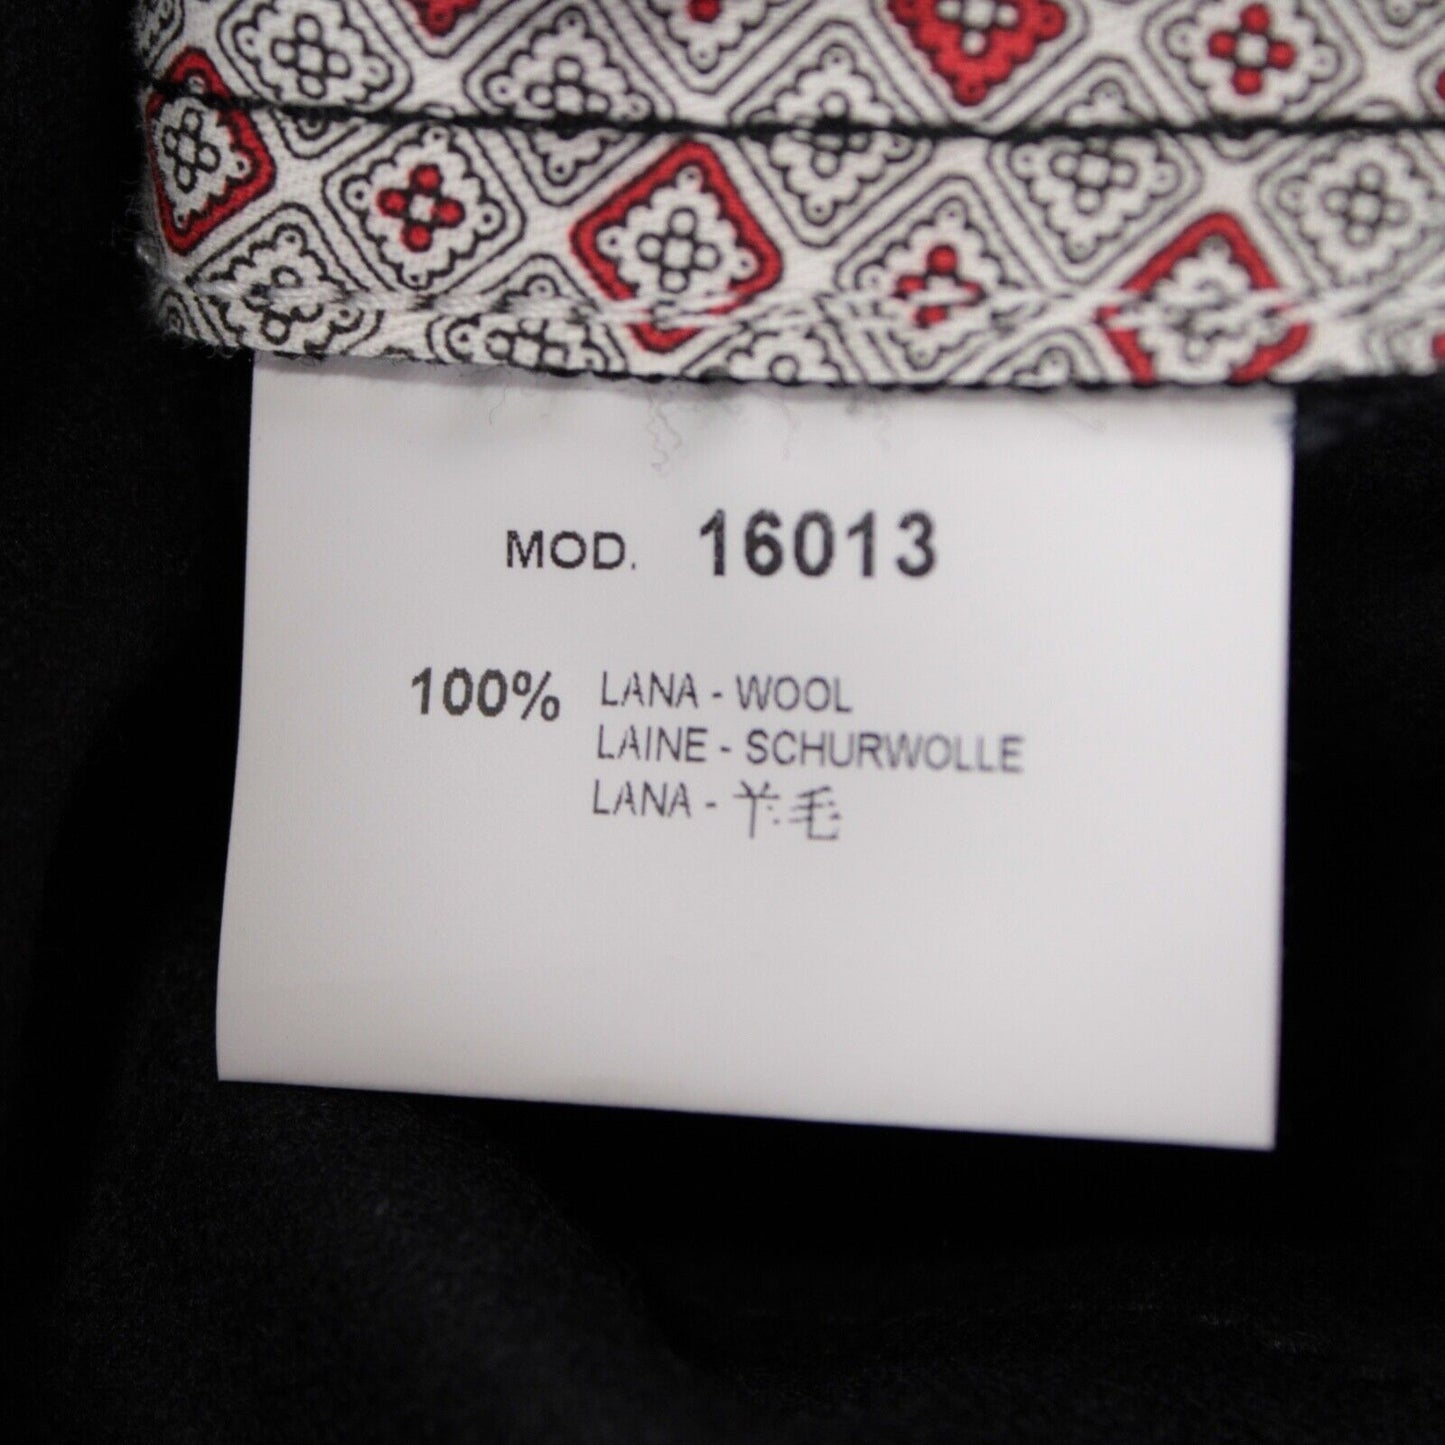 MOD. 16013
100% LANA - WOOL
LAINE - SCHURWOLLE
LANA - 羊毛